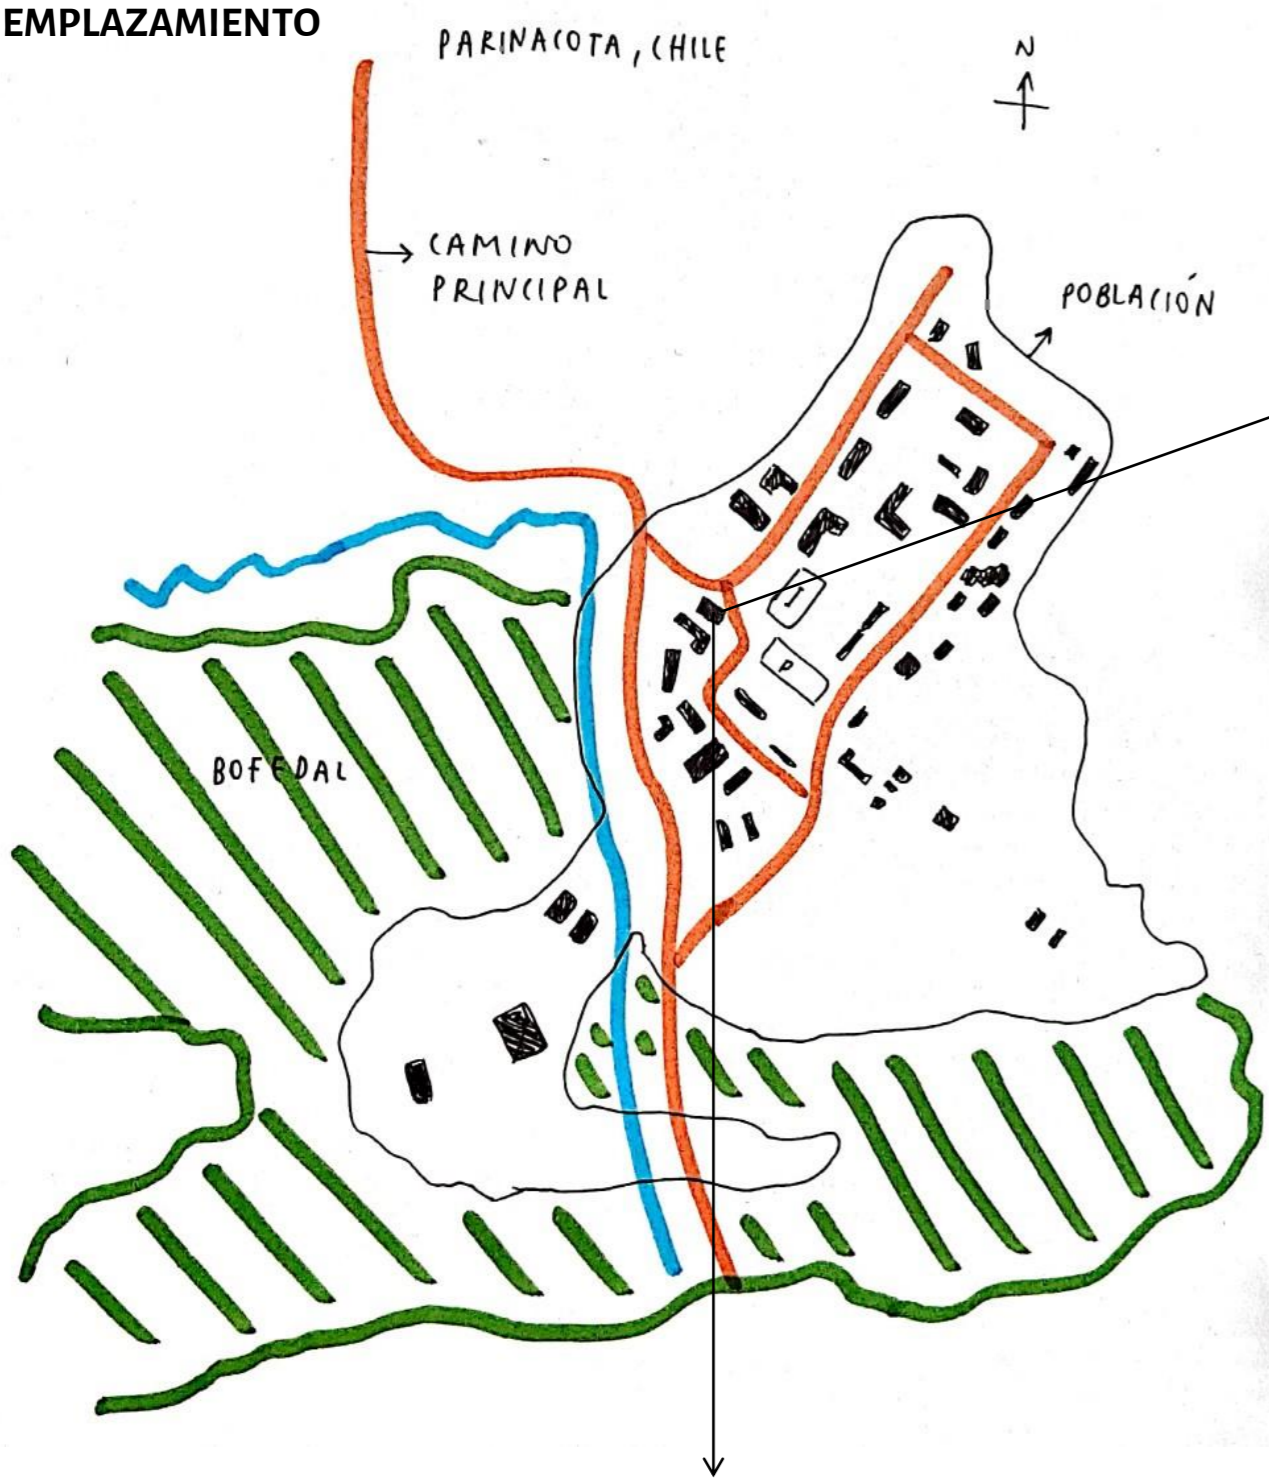 EMPLAZAMIENTO
PARINACOTA, CHILE
N
CAMINO
PRINCIPAL
POBLACIÓN
I
P
BOFEDAL